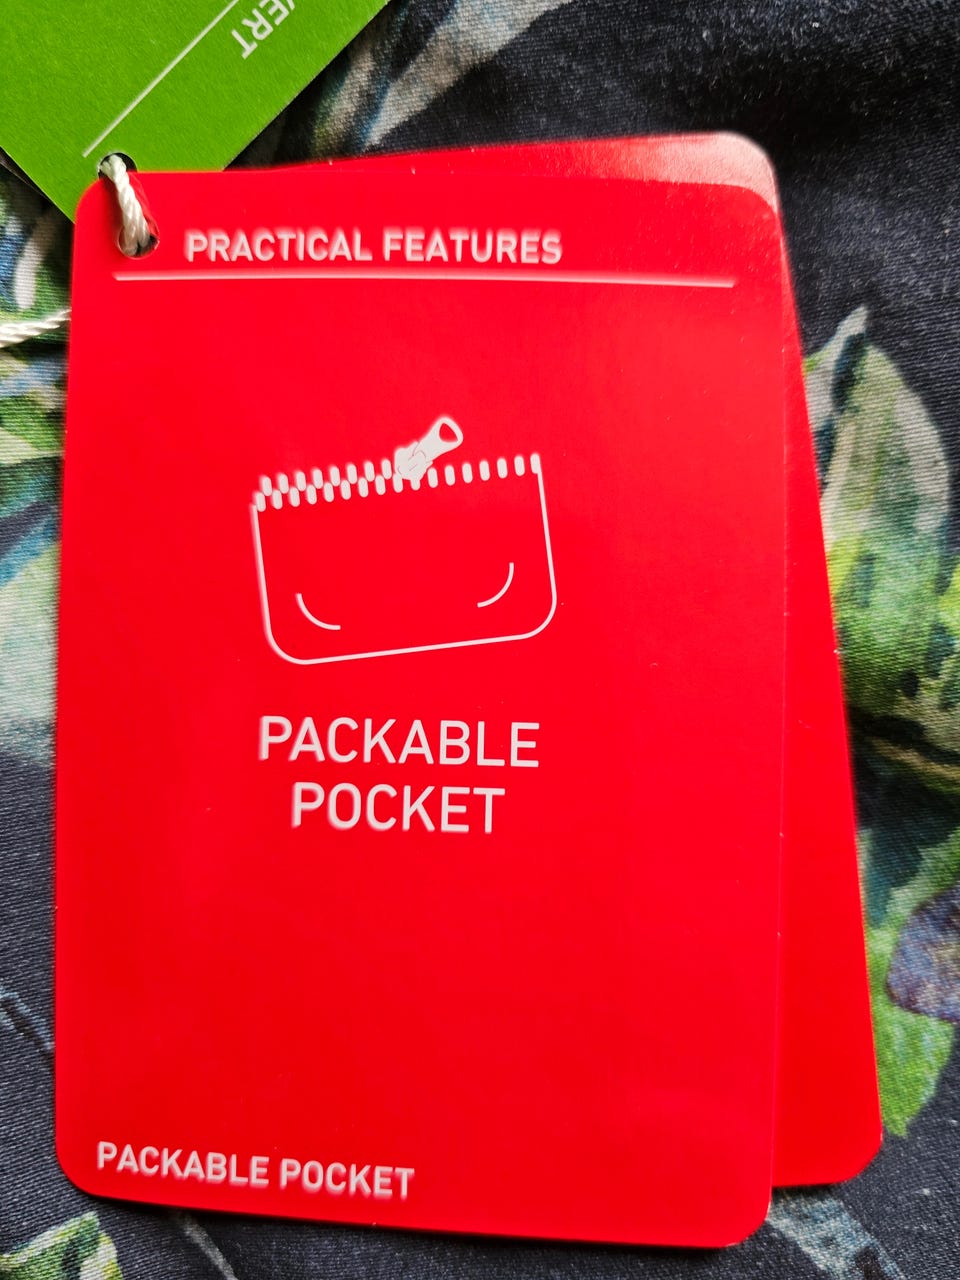 PRACTICAL FEATURES
PACKABLE
POCKET
PACKABLE POCKET